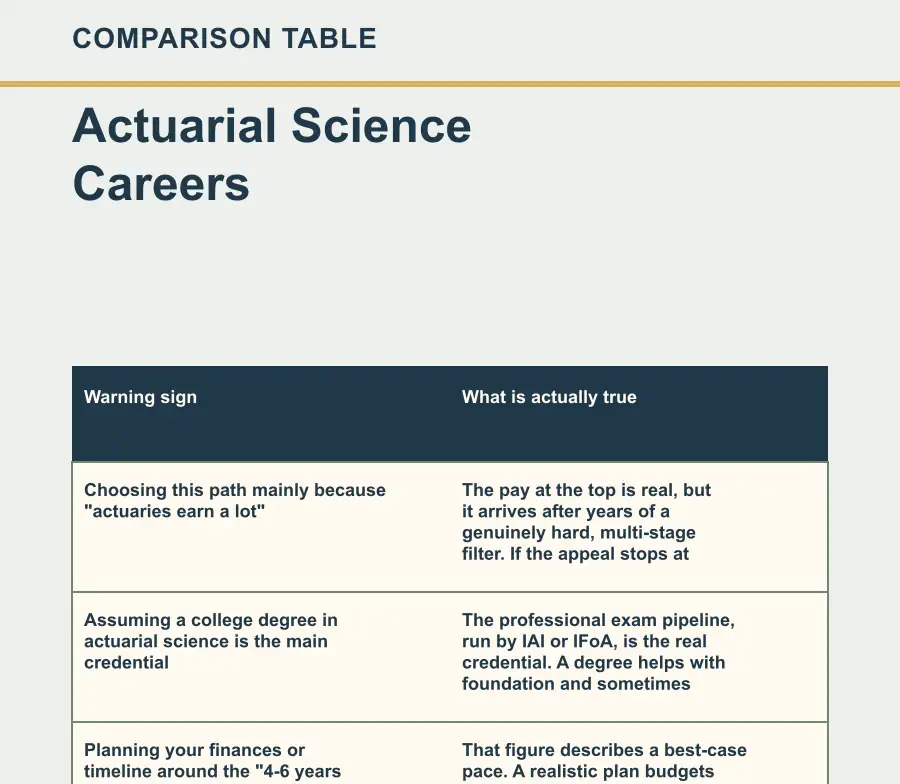 COMPARISON TABLE
Actuarial Science
Careers
Warning sign
What is actually true
Choosing this path mainly because
"actuaries earn a lot"
The pay at the top is real, but
it arrives after years of a
genuinely hard, multi-stage
filter. If the appeal stops at
Assuming a college degree in
actuarial science is the main
credential
The professional exam pipeline,
run by IAI or IFoA, is the real
credential. A degree helps with
foundation and sometimes
Planning your finances or
timeline around the "4-6 years
That figure describes a best-case
pace. A realistic plan budgets